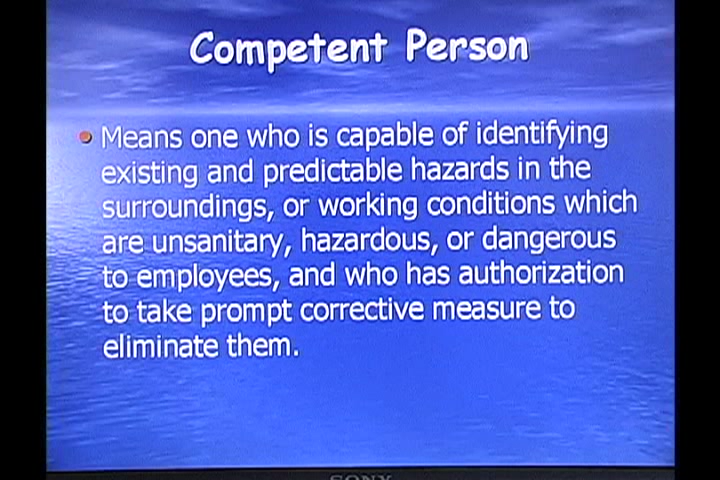 Competent Person
Means one who is capable of identifying
existing and predictable hazards in the
surroundings, or working conditions which
are unsanitary, hazardous, or dangerous
to employees, and who has authorization
to take prompt corrective measure to
eliminate them.
SONY